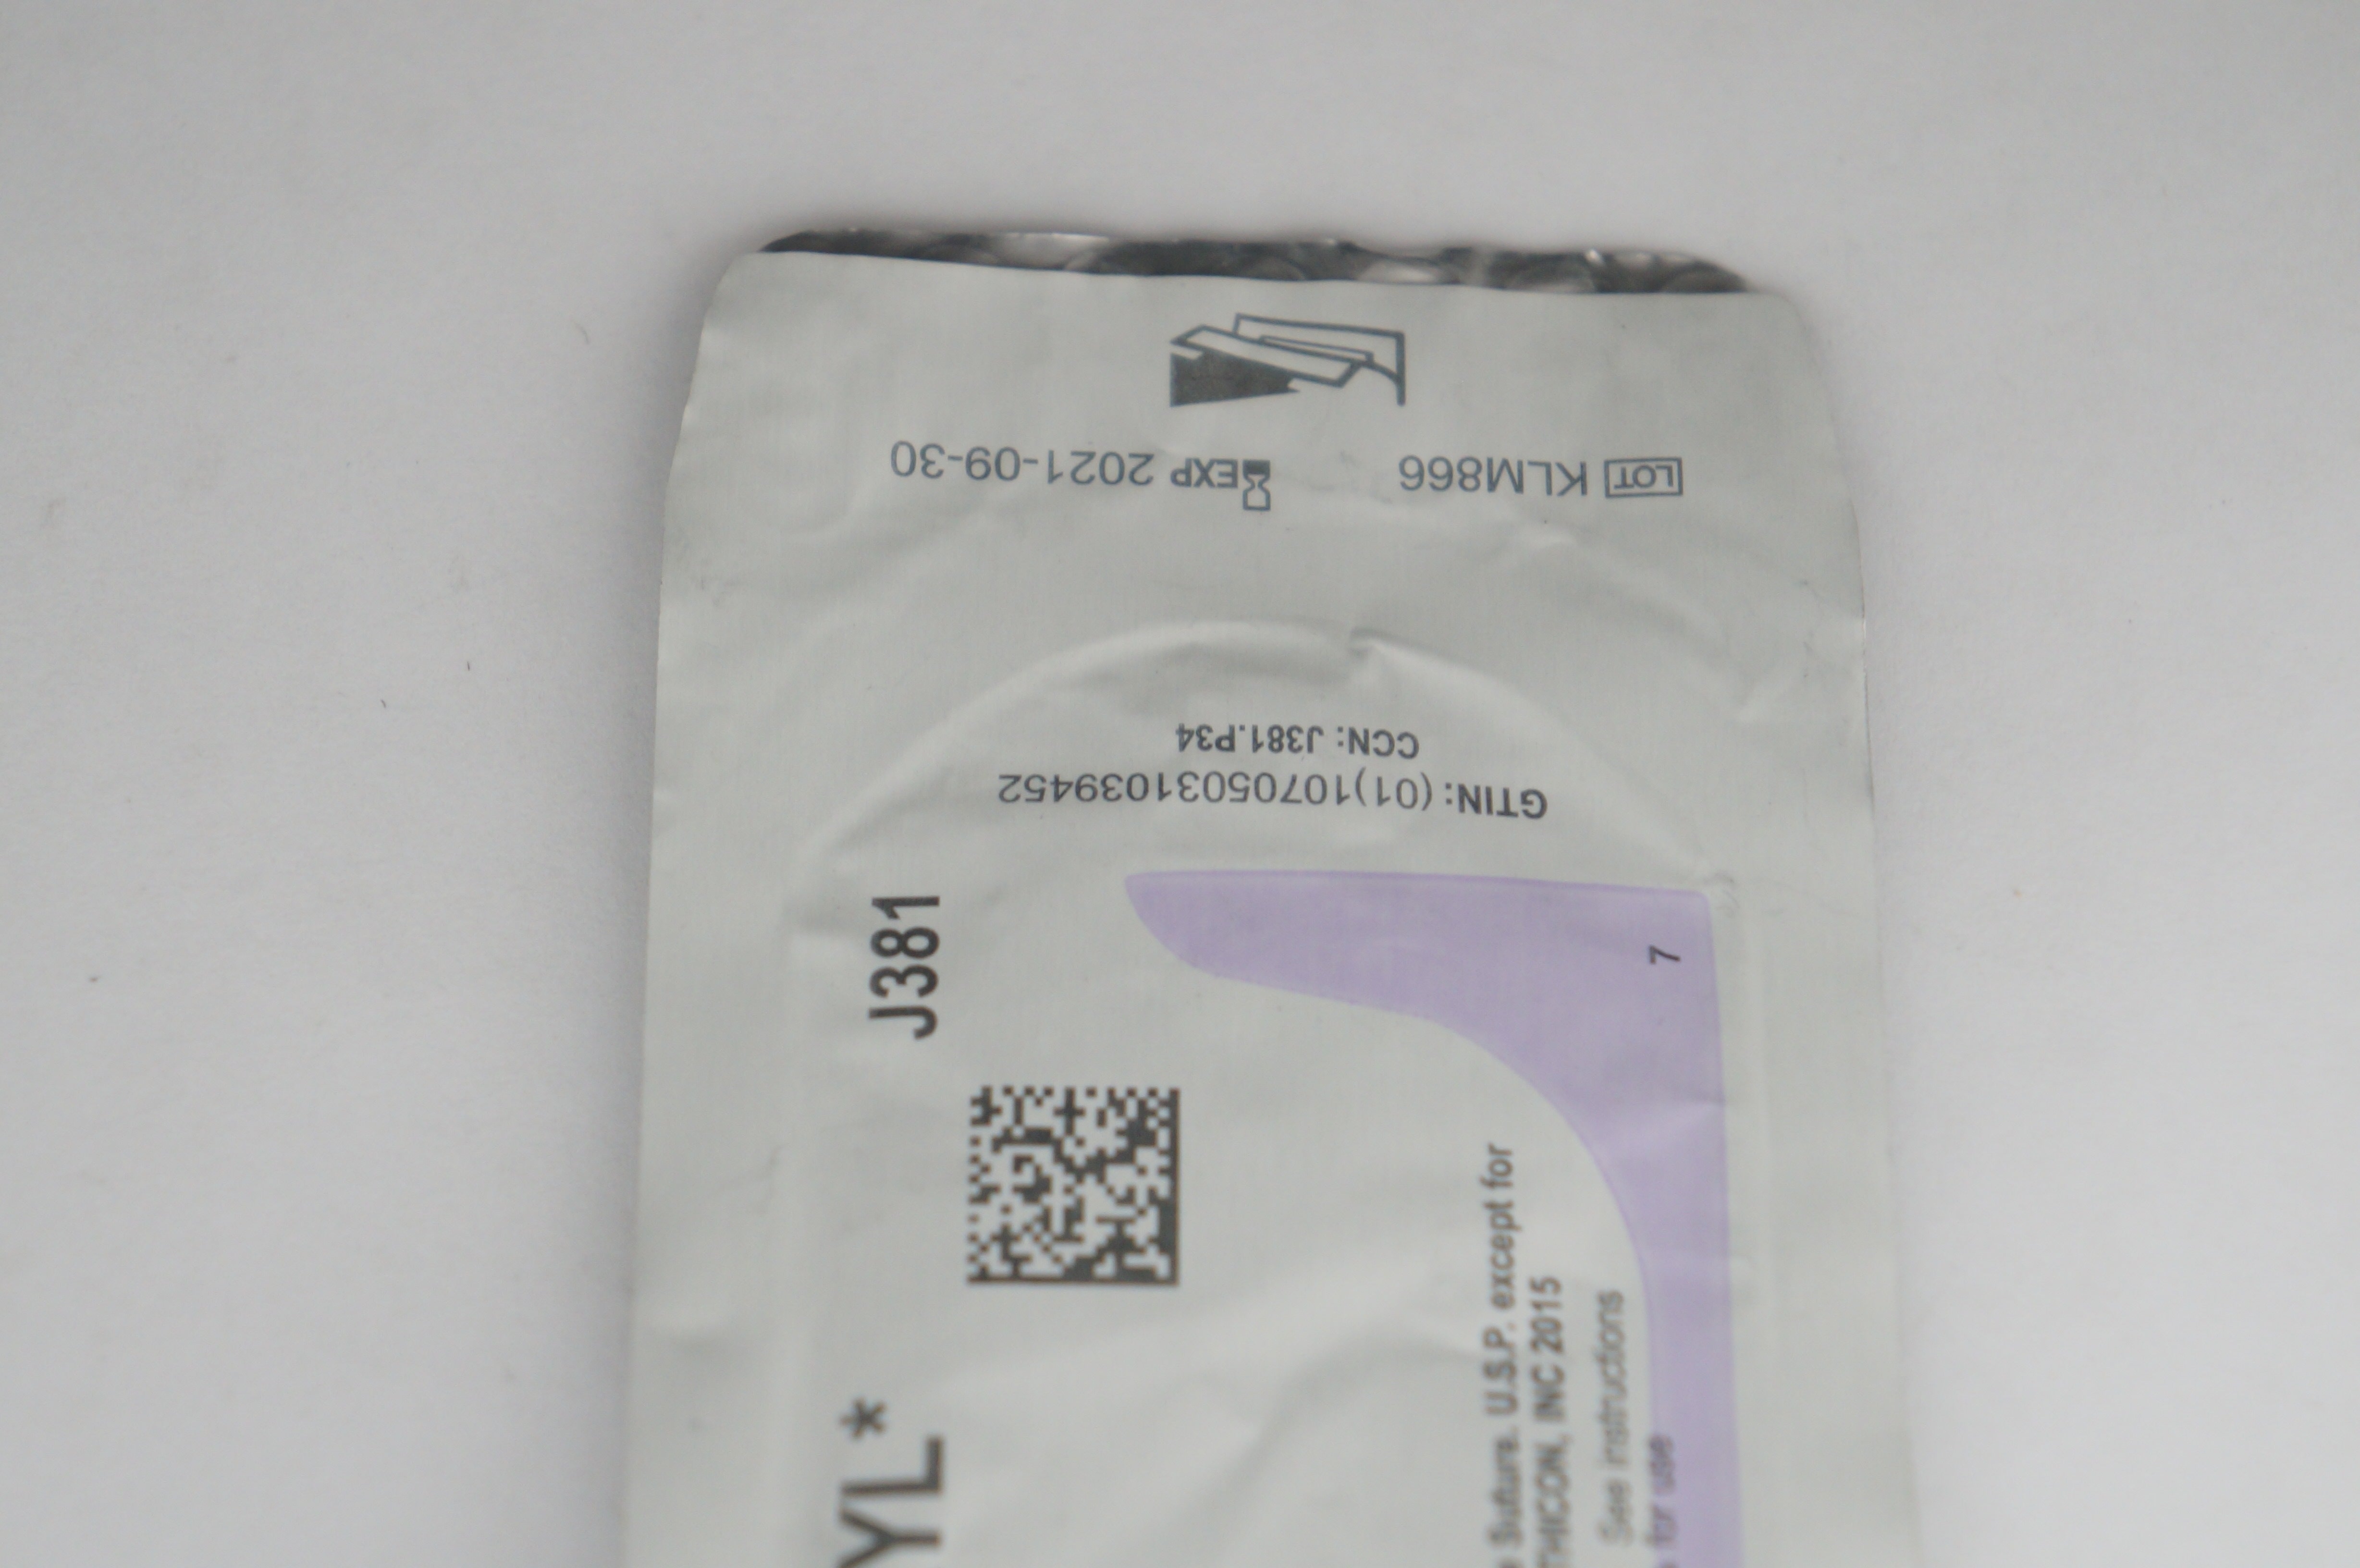 LOT KLM866
EXP 2021-09-30
CCN: J381.P34
GTIN: (01)10705031039452
J381
7
YL*
Suture. U.S.P. except for
THICON, INC 2015
See instructions
for use